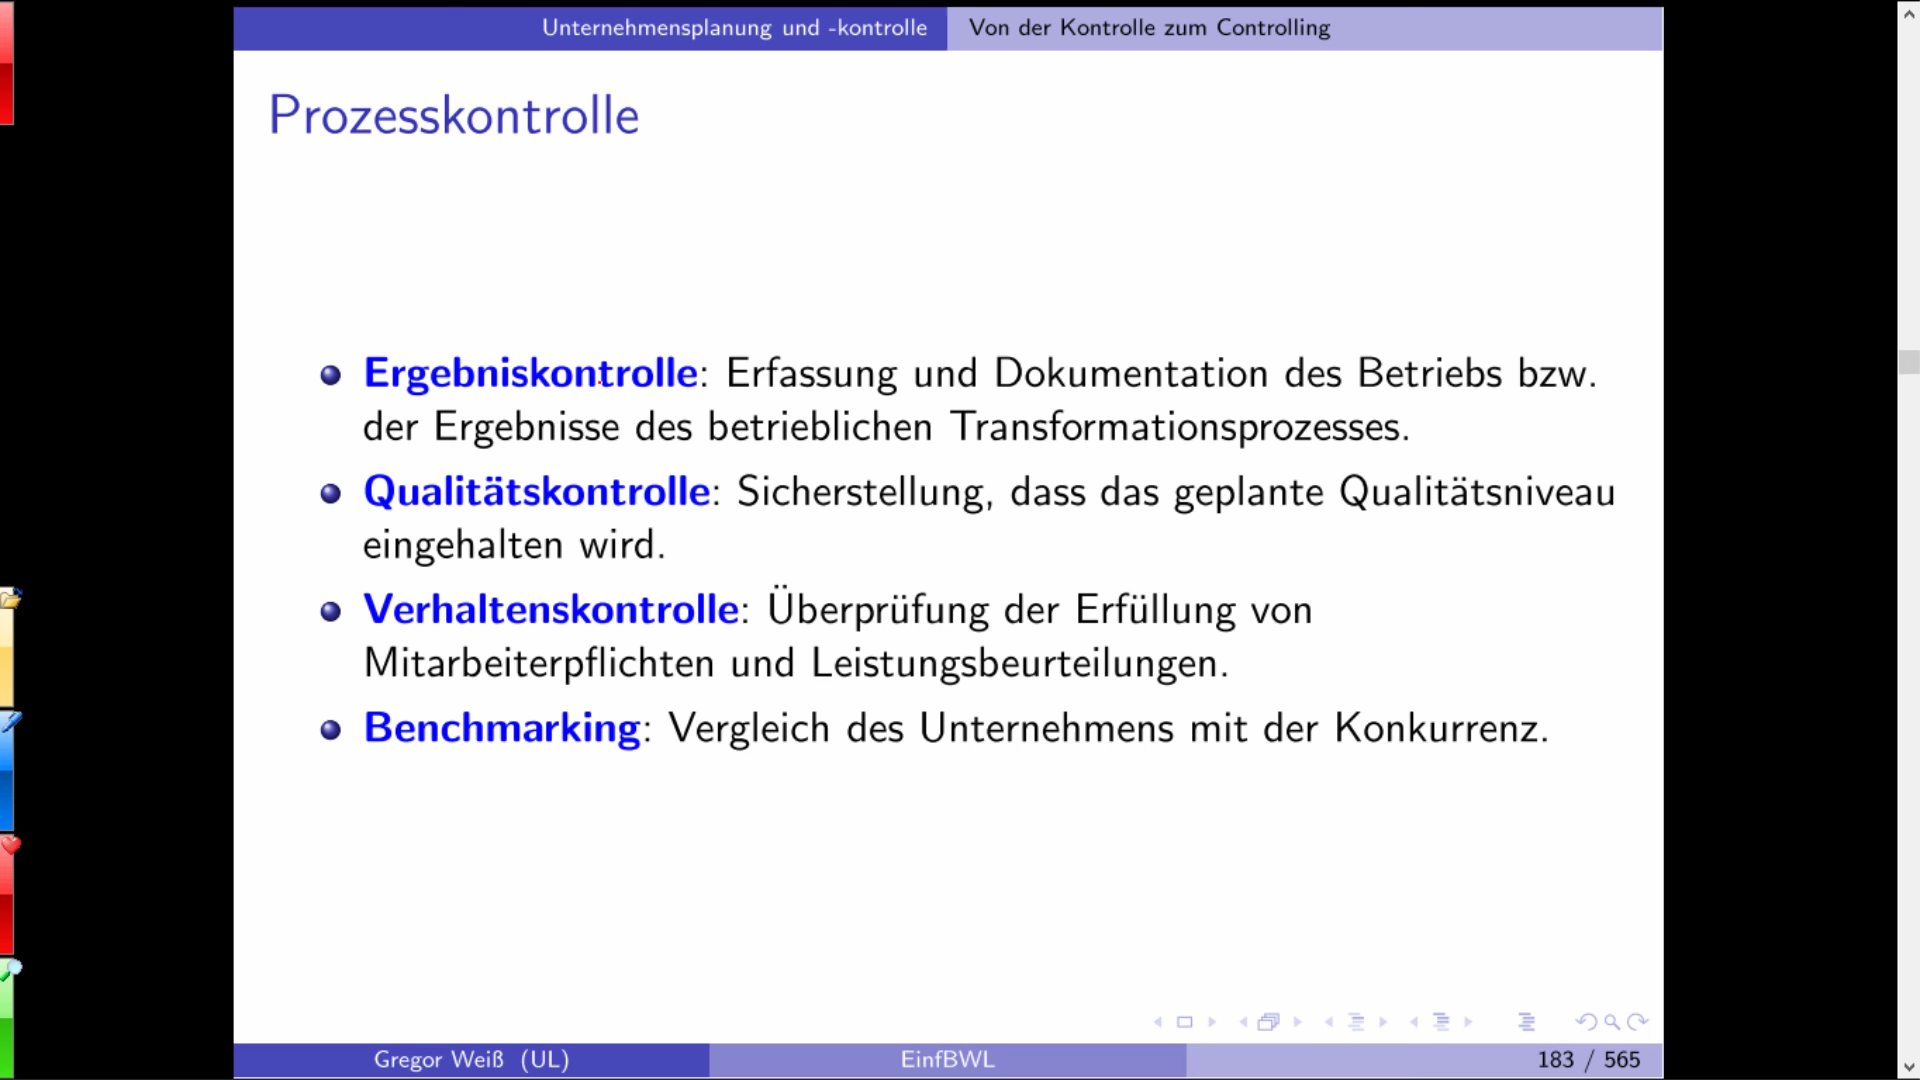 Unternehmensplanung und -kontrolle Von der Kontrolle zum Controlling
Prozesskontrolle
Ergebniskontrolle: Erfassung und Dokumentation des Betriebs bzw.
der Ergebnisse des betrieblichen Transformationsprozesses.
Qualitätskontrolle: Sicherstellung, dass das geplante Qualitätsniveau
eingehalten wird.
Verhaltenskontrolle: Überprüfung der Erfüllung von
Mitarbeiterpflichten und Leistungsbeurteilungen.
Benchmarking: Vergleich des Unternehmens mit der Konkurrenz.
Gregor Weiß (UL) EinfBWL 183 / 565